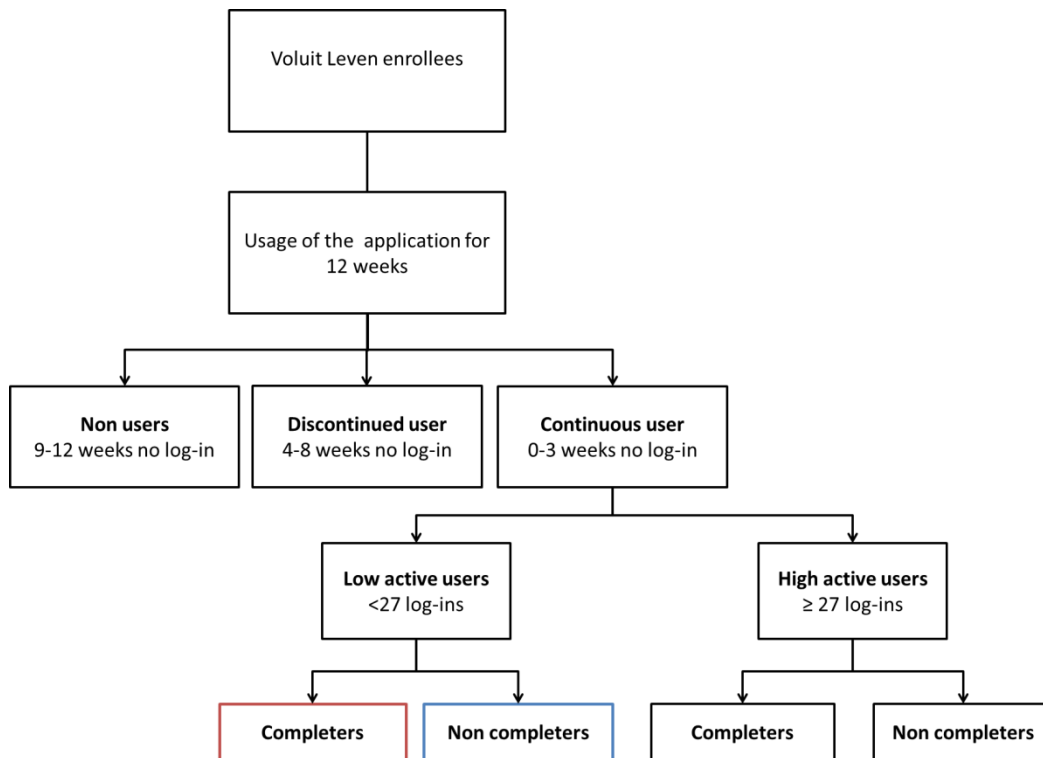 Voluit Leven enrollees
Usage of the application for
12 weeks
Non users
9-12 weeks no log-in
Discontinued user
4-8 weeks no log-in
Continuous user
0-3 weeks no log-in
Low active users
<27 log-ins
High active users
≥ 27 log-ins
Completers
Non completers
Completers
Non completers